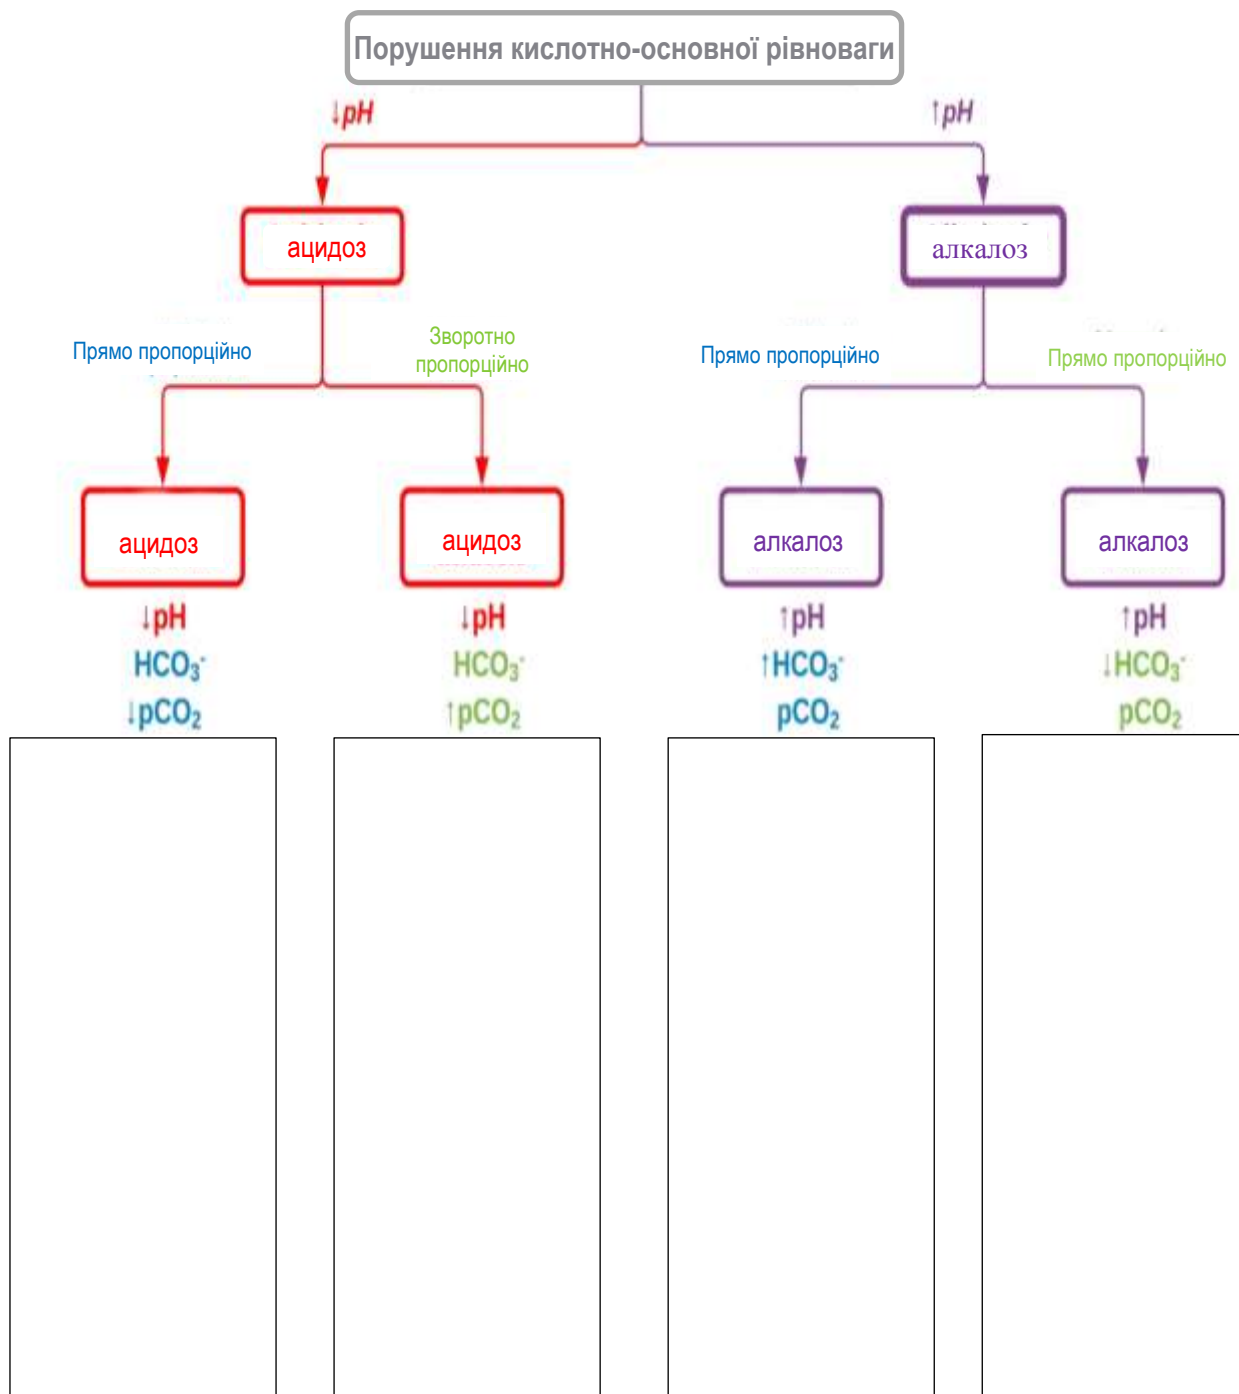 Порушення кислотно-основної рівноваги
↓pH
↑pH
ацидоз
алкалоз
Прямо пропорційно
Зворотно
пропорційно
Прямо пропорційно
Прямо пропорційно
ацидоз
ацидоз
алкалоз
алкалоз
↓pH
↓pH
↑pH
↑pH
HCO₃⁻
HCO₃⁻
↑HCO₃⁻
↓HCO₃⁻
↓pCO₂
↑pCO₂
pCO₂
pCO₂